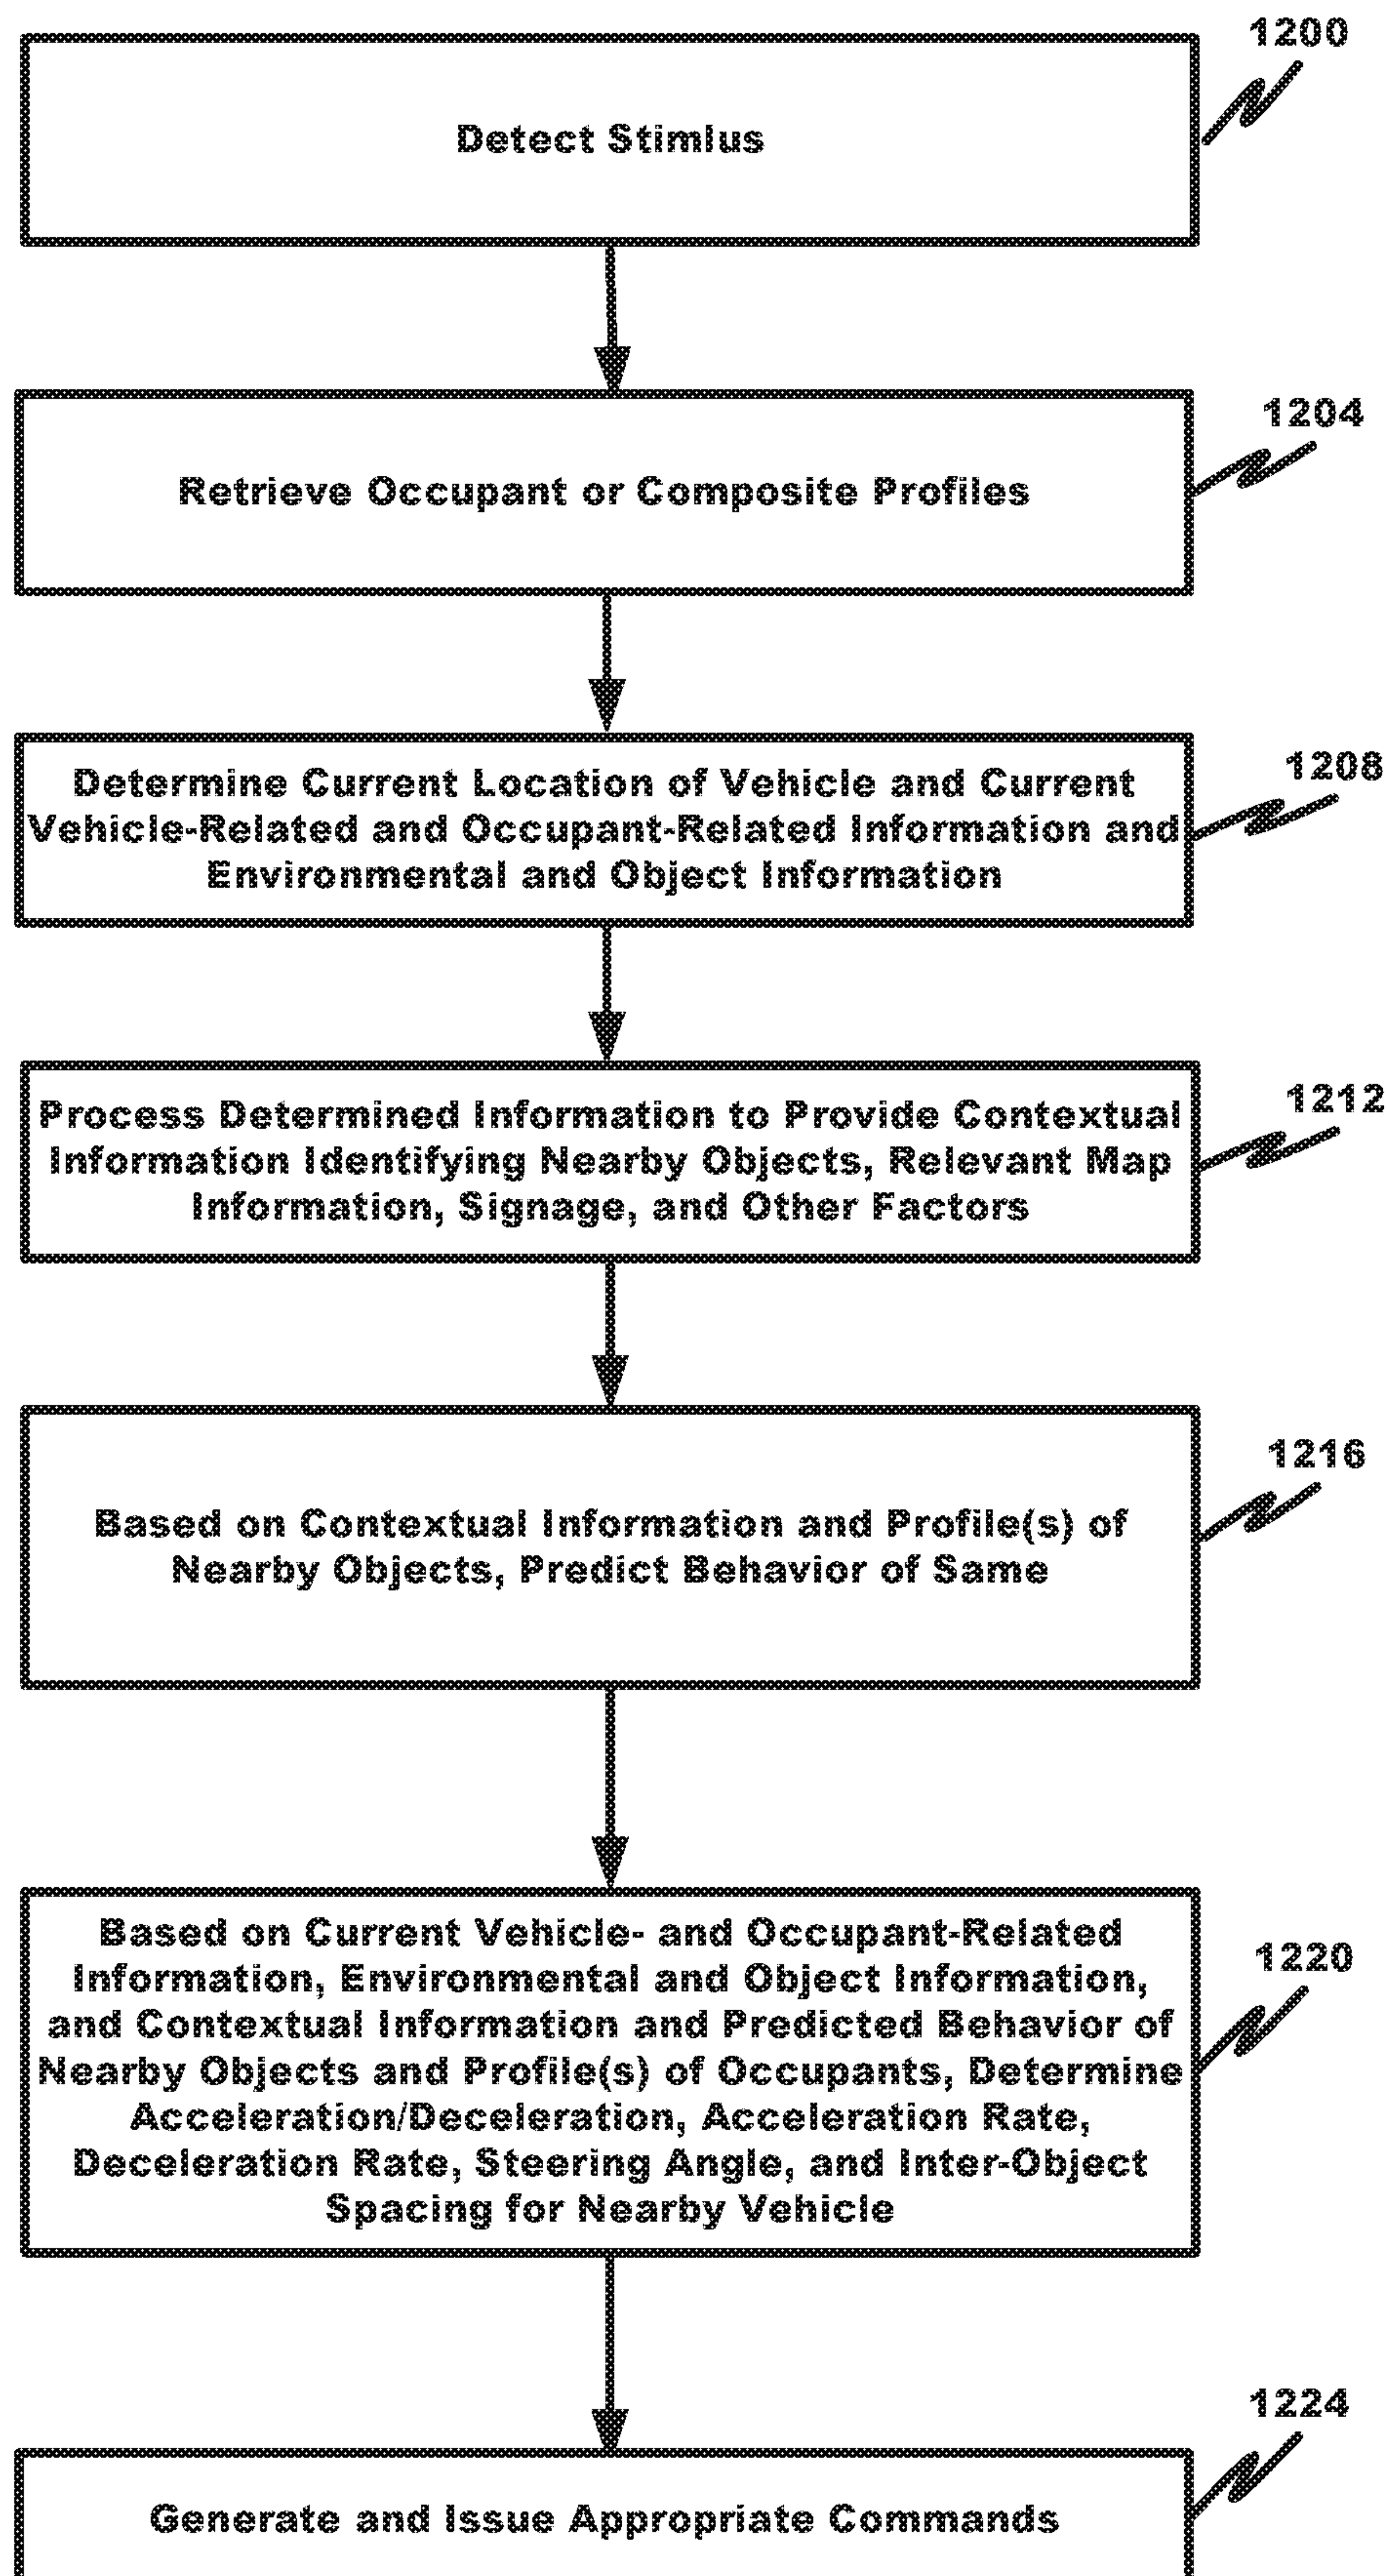 1200
Detect Stimlus
1204
Retrieve Occupant or Composite Profiles
1208
Determine Current Location of Vehicle and Current
Vehicle-Related and Occupant-Related Information and
Environmental and Object Information
1212
Process Determined Information to Provide Contextual
Information Identifying Nearby Objects, Relevant Map
Information, Signage, and Other Factors
1216
Based on Contextual Information and Profile(s) of
Nearby Objects, Predict Behavior of Same
1220
Based on Current Vehicle- and Occupant-Related
Information, Environmental and Object Information,
and Contextual Information and Predicted Behavior of
Nearby Objects and Profile(s) of Occupants, Determine
Acceleration/Deceleration, Acceleration Rate,
Deceleration Rate, Steering Angle, and Inter-Object
Spacing for Nearby Vehicle
1224
Generate and Issue Appropriate Commands